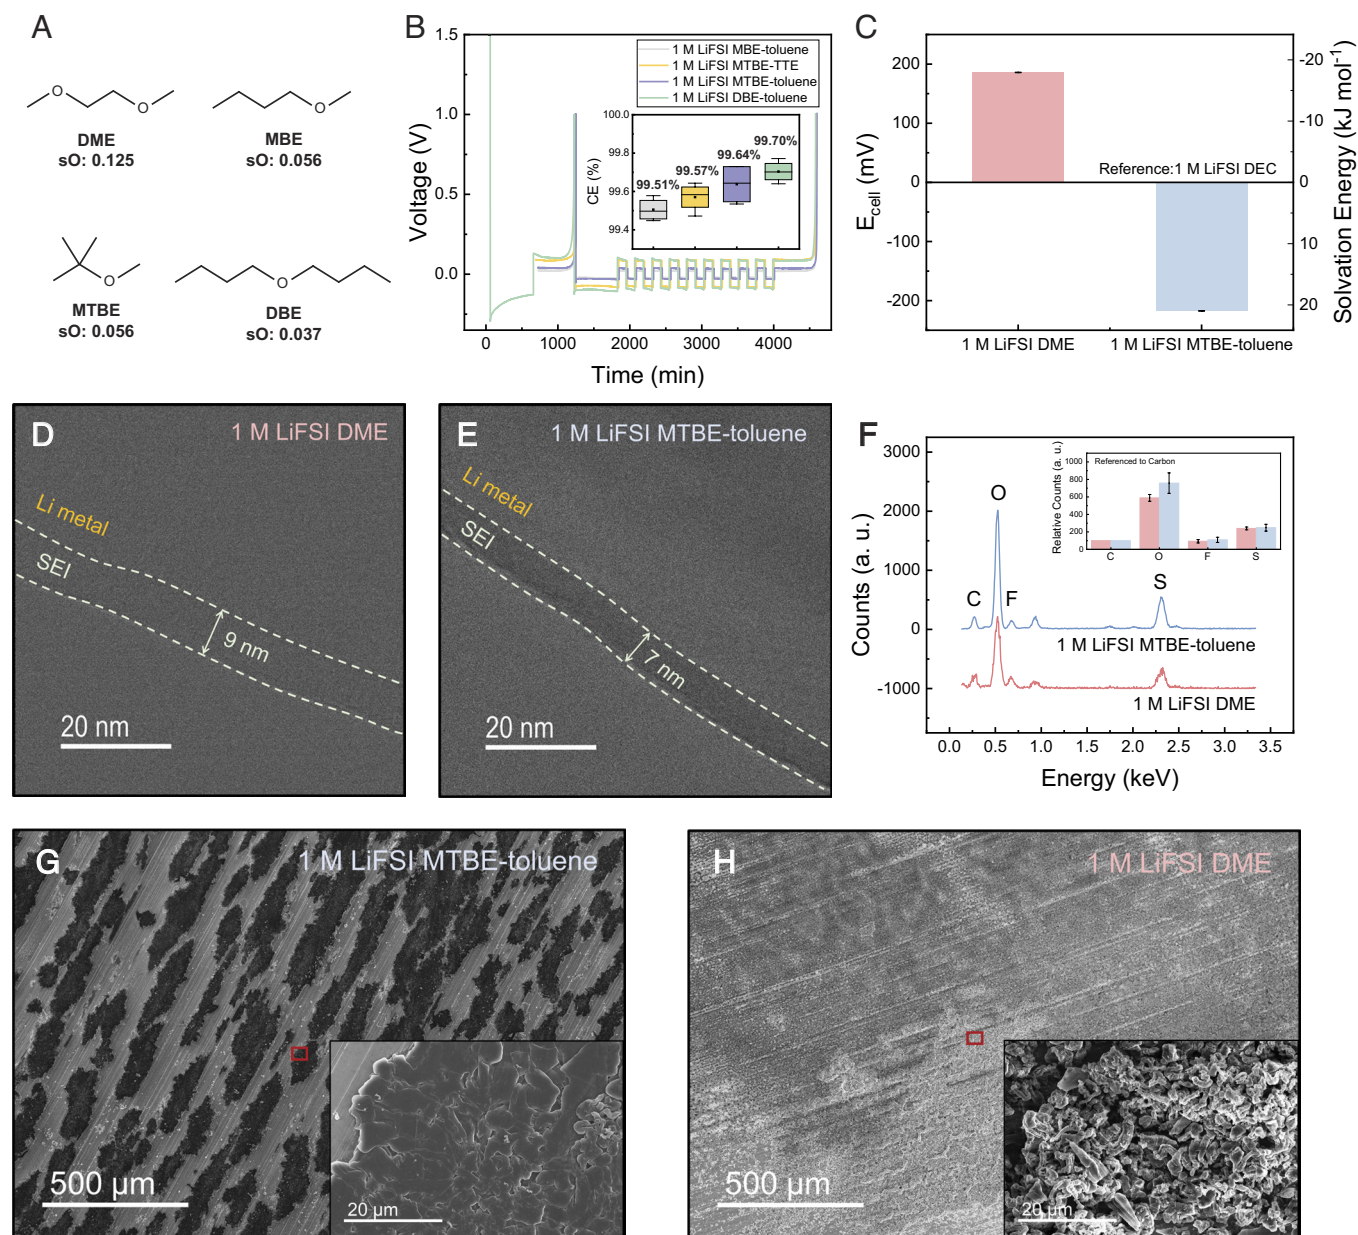 A
O
O
DME
sO: 0.125
O
MBE
sO: 0.056
O
MTBE
sO: 0.056
O
DBE
sO: 0.037
B
1.5
1.0
0.5
0.0
Voltage (V)
1 M LiFSI MBE-toluene
1 M LiFSI MTBE-TTE
1 M LiFSI MTBE-toluene
1 M LiFSI DBE-toluene
100.0
99.8
99.6
99.4
CE (%)
99.51%
99.57%
99.64%
99.70%
0
1000
2000
3000
4000
Time (min)
C
200
100
0
-100
-200
Ecell (mV)
-20
-10
0
10
20
Solvation Energy (kJ mol-1)
Reference:1 M LiFSI DEC
1 M LiFSI DME
1 M LiFSI MTBE-toluene
D
1 M LiFSI DME
Li metal
SEI
9 nm
20 nm
E
1 M LiFSI MTBE-toluene
Li metal
SEI
7 nm
20 nm
F
3000
2000
1000
0
-1000
Counts (a. u.)
Referenced to Carbon
1000
800
600
400
200
0
Relative Counts (a. u.)
C
O
F
S
O
C
F
S
1 M LiFSI MTBE-toluene
1 M LiFSI DME
0.0
0.5
1.0
1.5
2.0
2.5
3.0
3.5
Energy (keV)
G
1 M LiFSI MTBE-toluene
500 μm
20 μm
H
1 M LiFSI DME
500 μm
20 μm